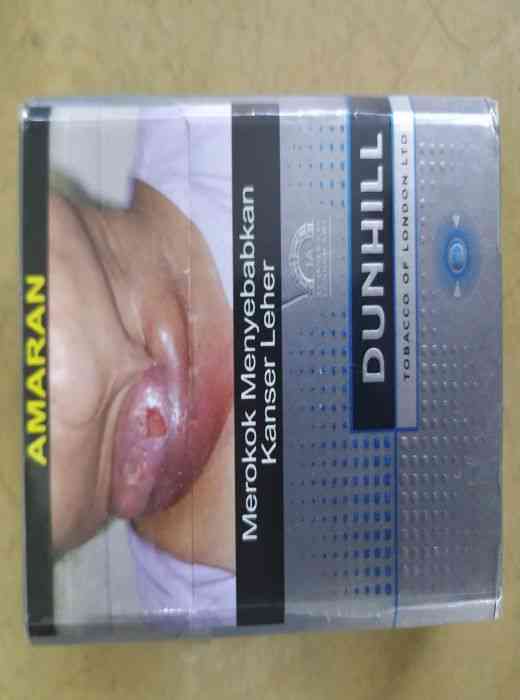 AMARAN
Merokok Menyebabkan
Kanser Leher
DUNHILL
TOBACCO OF LONDON LTD